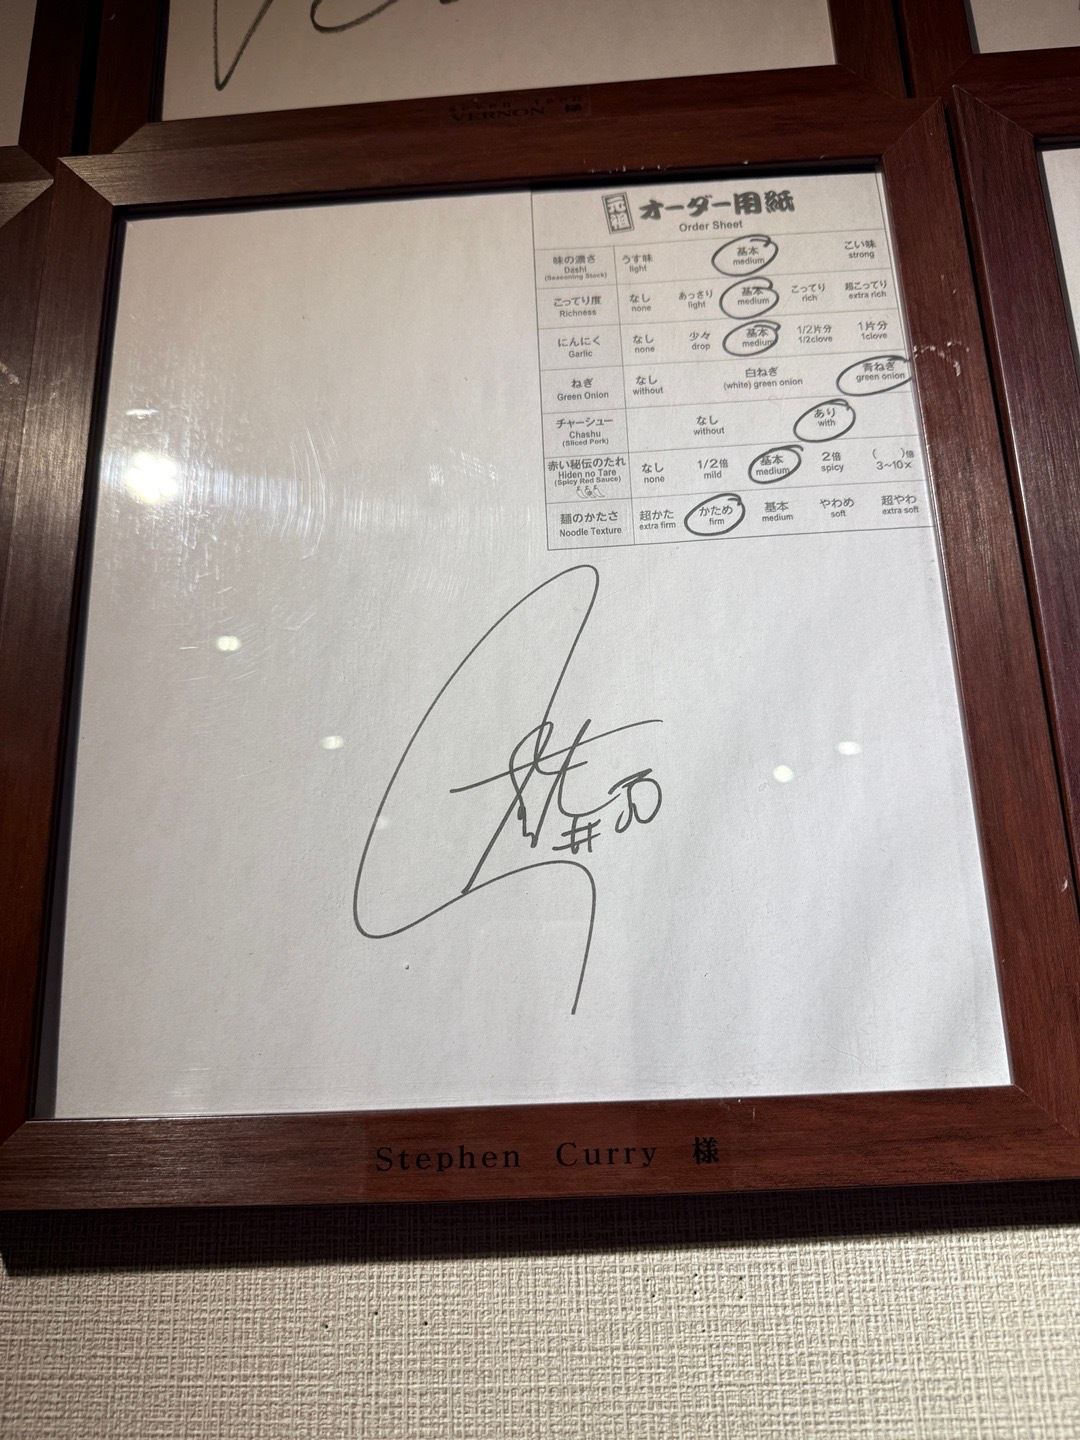 VERNON 様
元祖 オーダー用紙
Order Sheet
味の濃さ うす味 基本 こい味
Dashi light medium strong
(Seasoning Stock)
こってり度 なし あっさり 基本 こってり 超こってり
Richness none light medium rich extra rich
にんにく なし 少々 基本 1/2片分 1片分
Garlic none drop medium 1/2clove 1clove
ねぎ なし 白ねぎ 青ねぎ
Green Onion without (white) green onion green onion
チャーシュー なし あり
Chashu without with
(Sliced Pork)
赤い秘伝のたれ なし 1/2倍 基本 2倍 ( )倍
Hiden no Tare none mild medium spicy 3~10x
(Spicy Red Sauce)
麺のかたさ 超かた かため 基本 やわめ 超やわ
Noodle Texture extra firm firm medium soft extra soft
#30
Stephen Curry 様